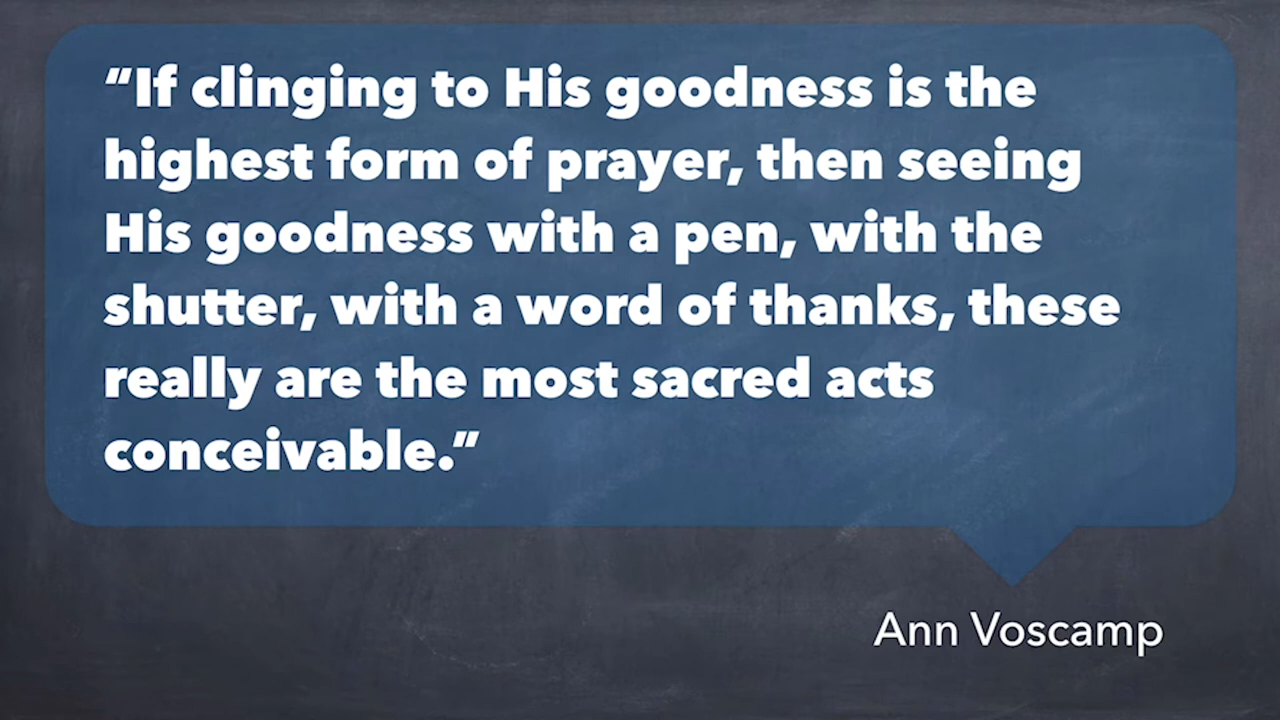 “If clinging to His goodness is the
highest form of prayer, then seeing
His goodness with a pen, with the
shutter, with a word of thanks, these
really are the most sacred acts
conceivable.”
Ann Voscamp